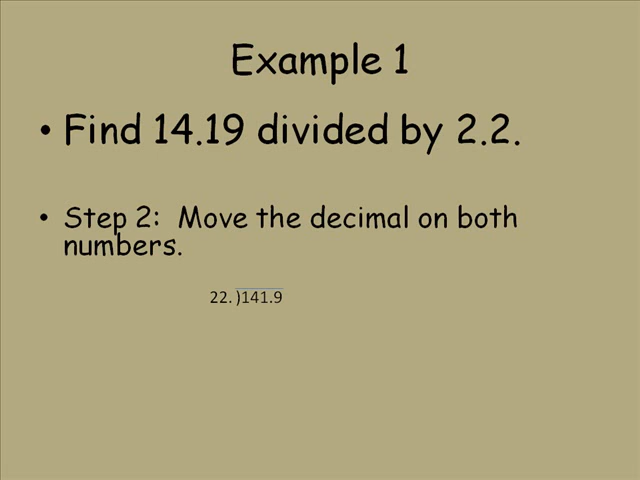 Example 1
• Find 14.19 divided by 2.2.
• Step 2: Move the decimal on both
numbers.
22. )141.9